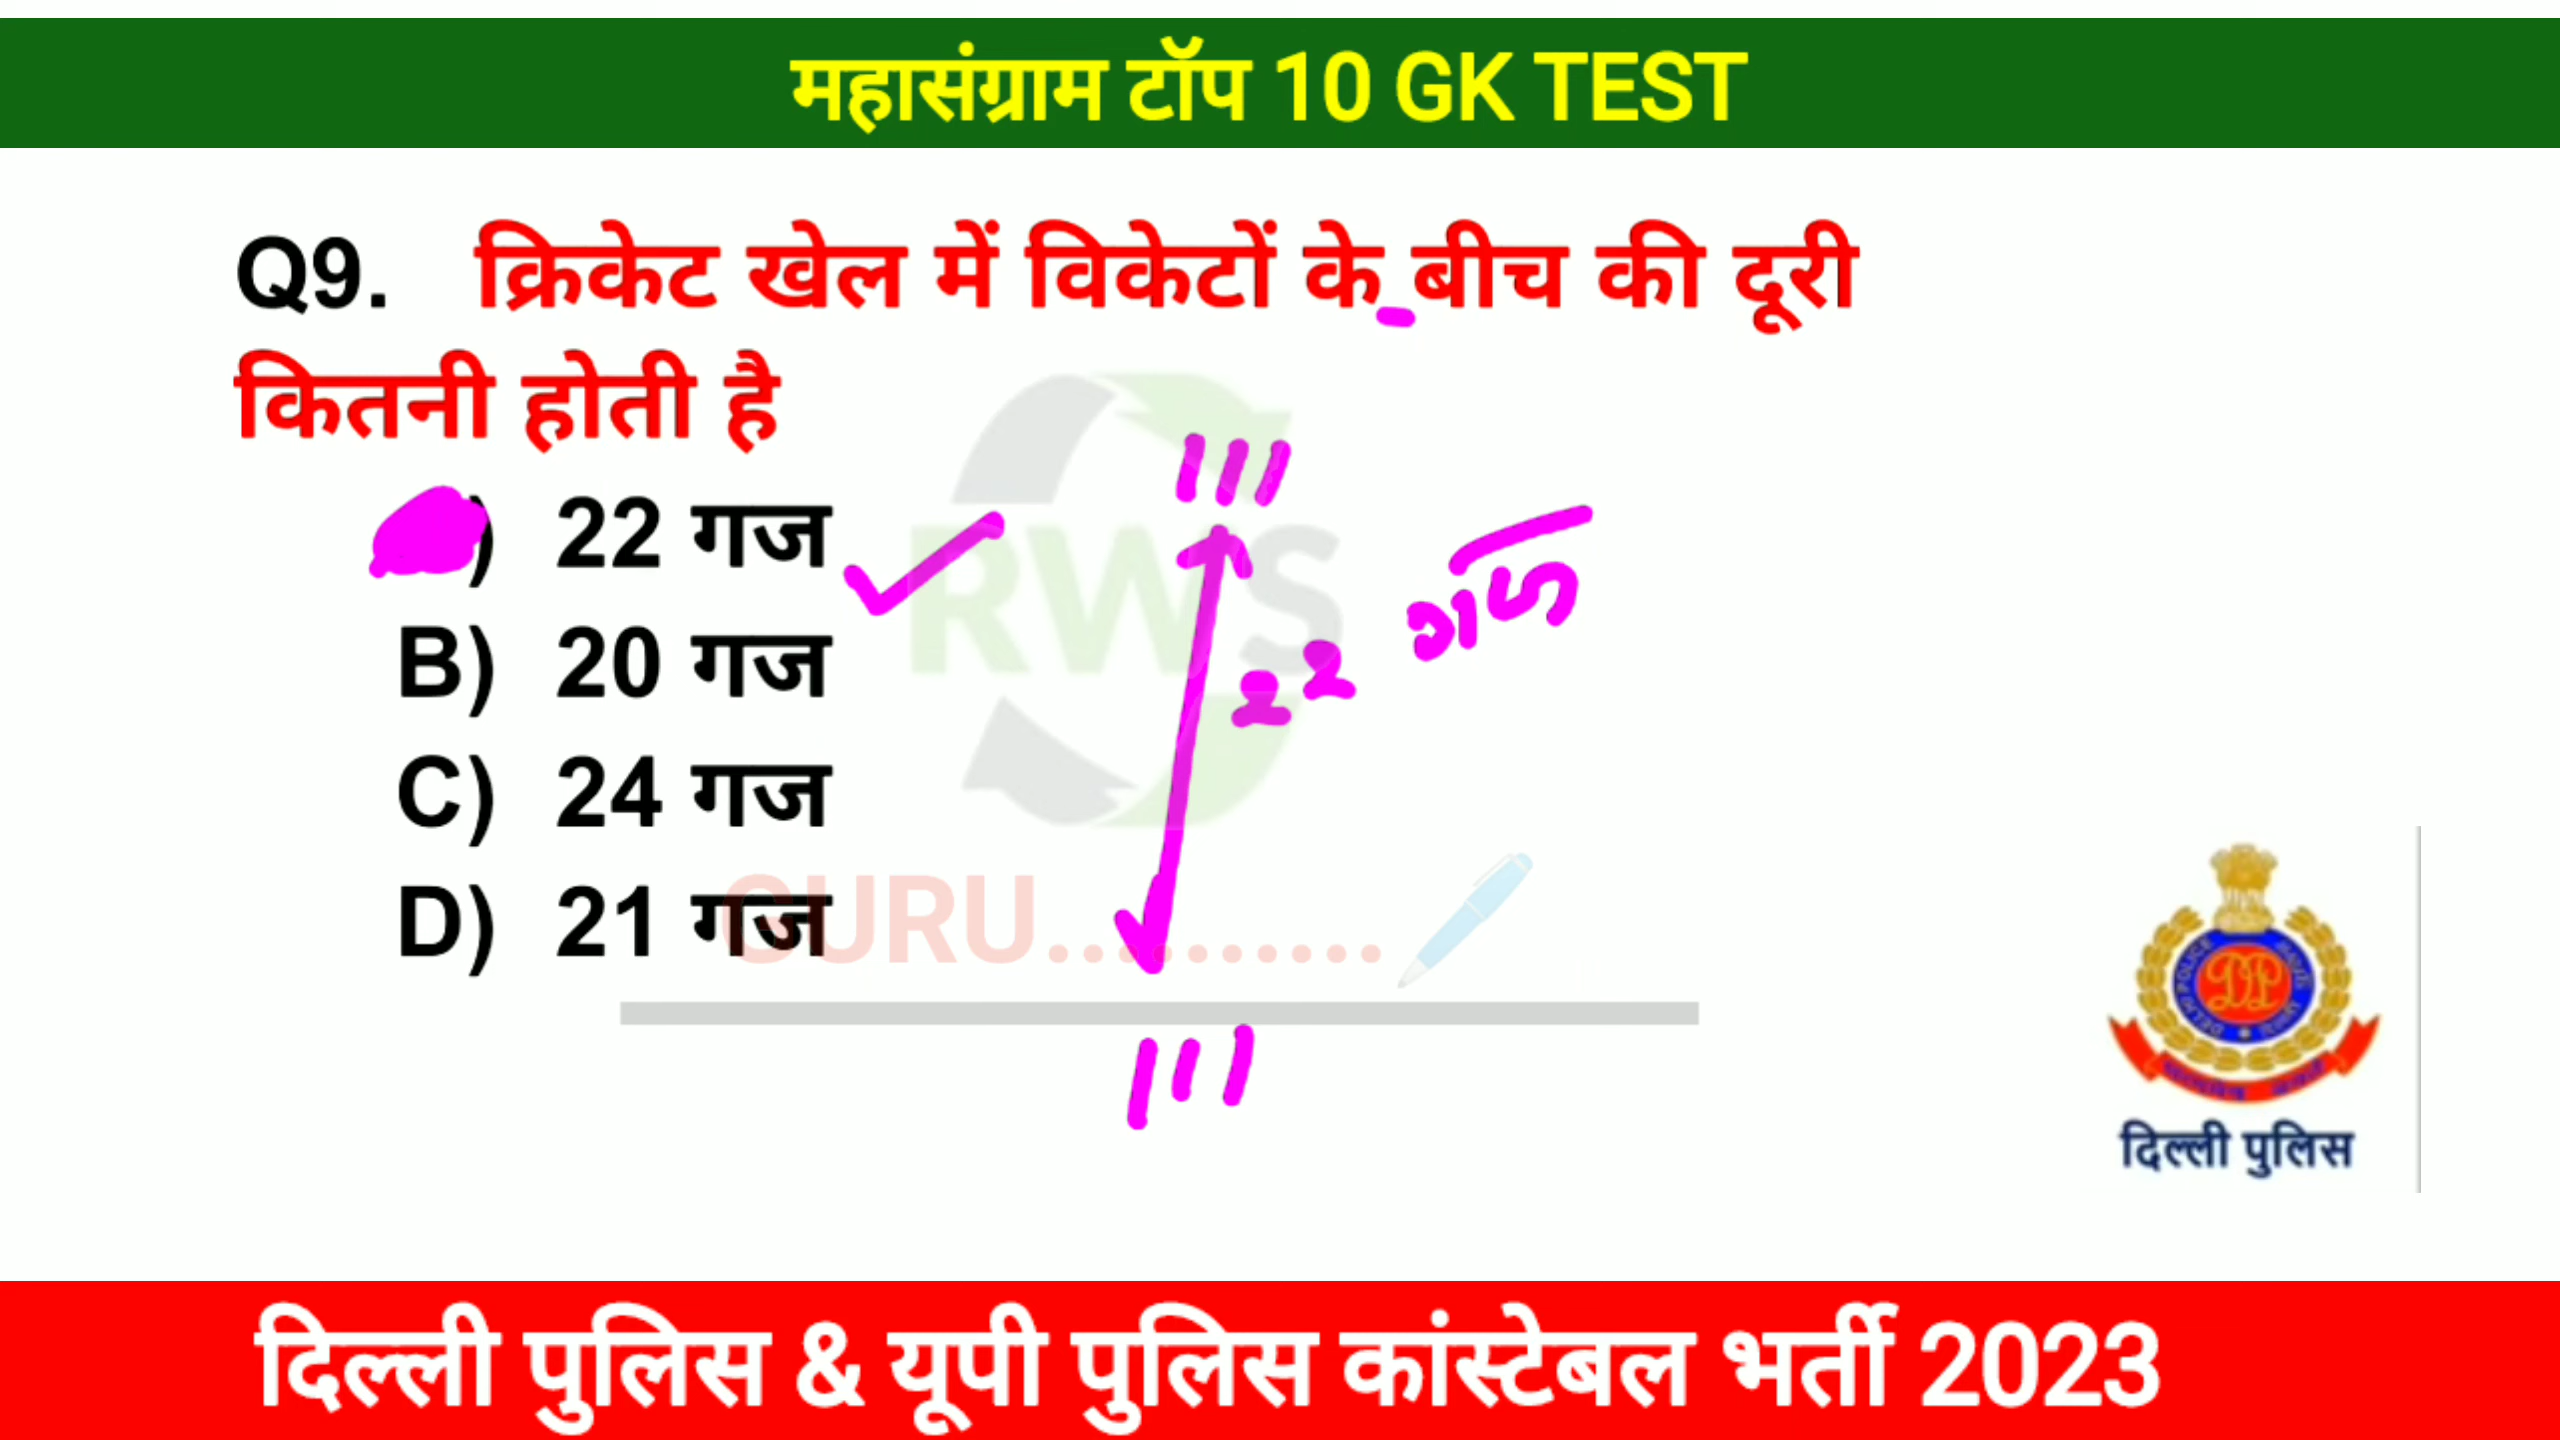 महासंग्राम टॉप 10 GK TEST
Q9. क्रिकेट खेल में विकेटों के बीच की दूरी
कितनी होती है
) 22 गज
B) 20 गज
C) 24 गज
D) 21 गज
22 गज
RWS
GURU..........
दिल्ली पुलिस
दिल्ली पुलिस & यूपी पुलिस कांस्टेबल भर्ती 2023